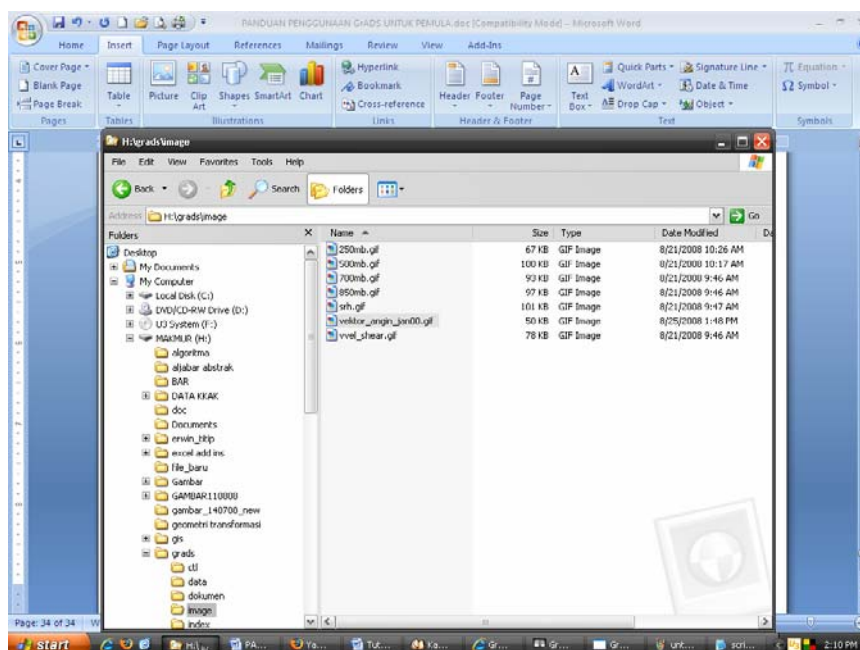 PANDUAN PENGGUNAAN GrADS UNTUK PEMULA.doc [Compatibility Mode] - Microsoft Word
Home Insert Page Layout References Mailings Review View Add-Ins
Cover Page
Blank Page
Page Break
Table
Picture
Clip Art
Shapes
SmartArt
Chart
Hyperlink
Bookmark
Cross-reference
Header
Footer
Page Number
Text Box
Quick Parts
WordArt
Drop Cap
Signature Line
Date & Time
Object
Equation
Symbol
Pages Tables Illustrations Links Header & Footer Text Symbols
H:\grads\image
File Edit View Favorites Tools Help
Back Search Folders
Address H:\grads\image Go
Folders
Desktop
My Documents
My Computer
Local Disk (C:)
DVD/CD-RW Drive (D:)
U3 System (F:)
MAKMUR (H:)
algoritma
aljabar abstrak
BAR
DATA KKAK
doc
Documents
erwin_titip
excel add ins
file_baru
Gambar
GAMBAR110808
gambar_140700_new
geometri transformasi
gis
grads
ctl
data
dokumen
image
index
Name Size Type Date Modified
250mb.gif 67 KB GIF Image 8/21/2008 10:26 AM
500mb.gif 100 KB GIF Image 8/21/2008 10:17 AM
700mb.gif 93 KB GIF Image 8/21/2008 9:46 AM
850mb.gif 97 KB GIF Image 8/21/2008 9:46 AM
srh.gif 101 KB GIF Image 8/21/2008 9:47 AM
vektor_angin_jan00.gif 50 KB GIF Image 8/25/2008 1:48 PM
vvel_shear.gif 78 KB GIF Image 8/21/2008 9:46 AM
Page: 34 of 34 W
start H:\... PA... Ya... Tut... Ka... Gr... Gr... Gr... unt... scri... 2:10 PM